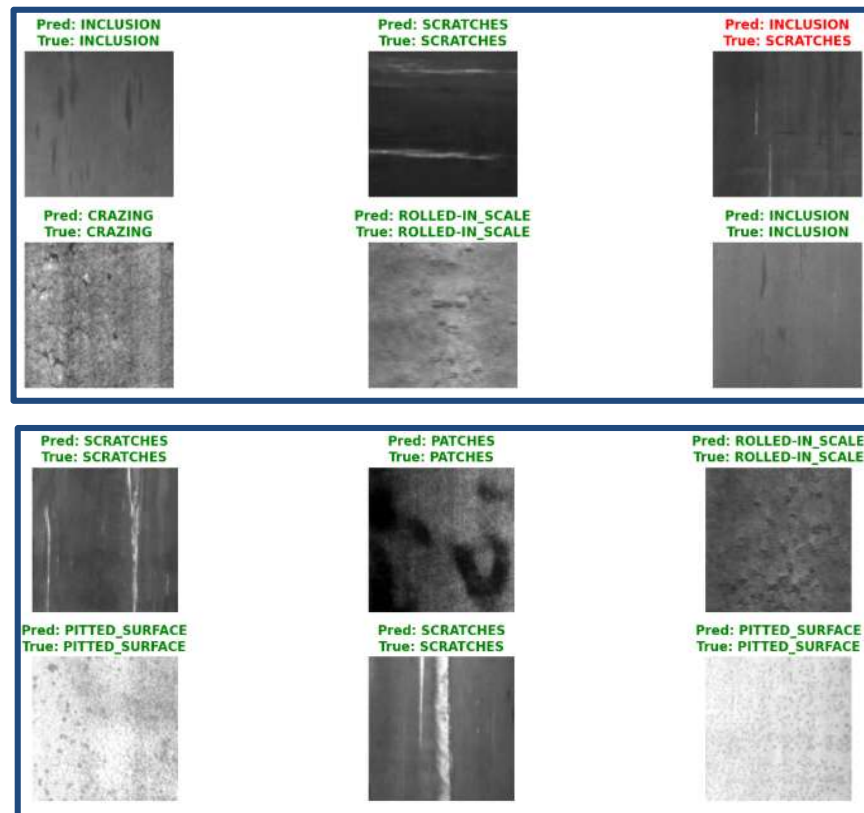 Pred: INCLUSION
True: INCLUSION
Pred: SCRATCHES
True: SCRATCHES
Pred: INCLUSION
True: SCRATCHES
Pred: CRAZING
True: CRAZING
Pred: ROLLED-IN_SCALE
True: ROLLED-IN_SCALE
Pred: INCLUSION
True: INCLUSION
Pred: SCRATCHES
True: SCRATCHES
Pred: PATCHES
True: PATCHES
Pred: ROLLED-IN_SCALE
True: ROLLED-IN_SCALE
Pred: PITTED_SURFACE
True: PITTED_SURFACE
Pred: SCRATCHES
True: SCRATCHES
Pred: PITTED_SURFACE
True: PITTED_SURFACE